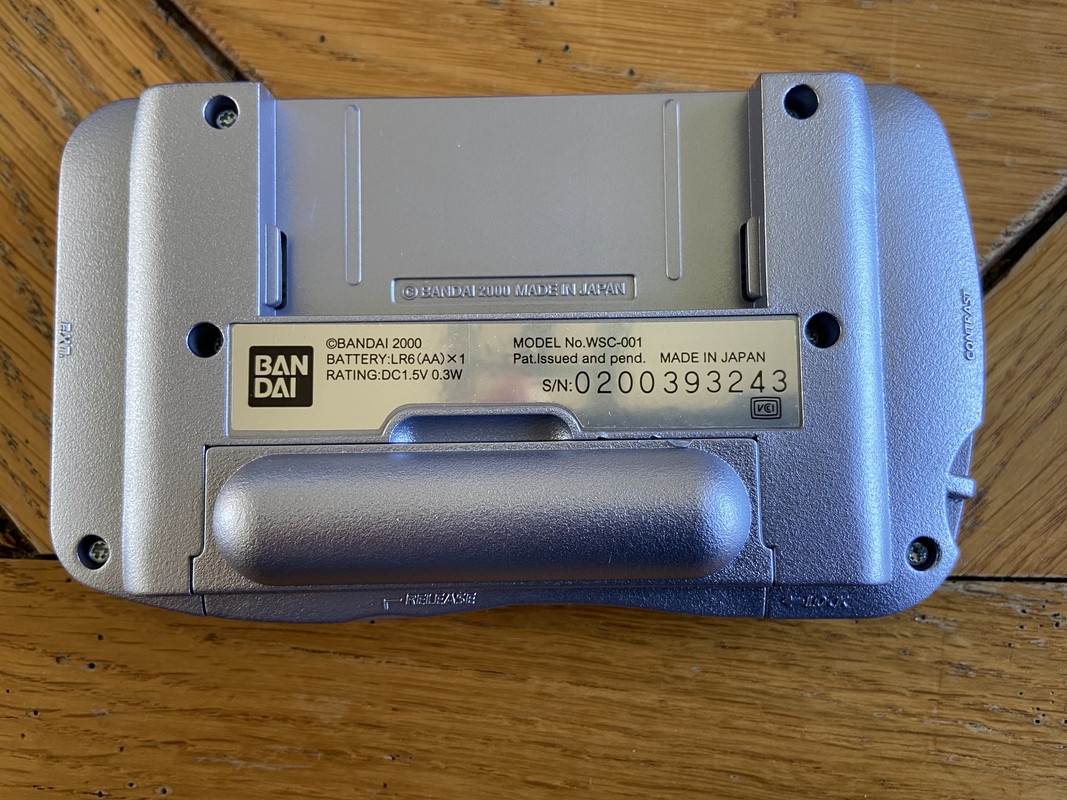 © BANDAI 2000 MADE IN JAPAN
BAN
DAI
©BANDAI 2000
BATTERY:LR6(AA)×1
RATING:DC1.5V 0.3W
MODEL No.WSC-001
Pat.Issued and pend. MADE IN JAPAN
S/N:0200393243
VCI
EXT.
CONTRAST
RELEASE
LOCK